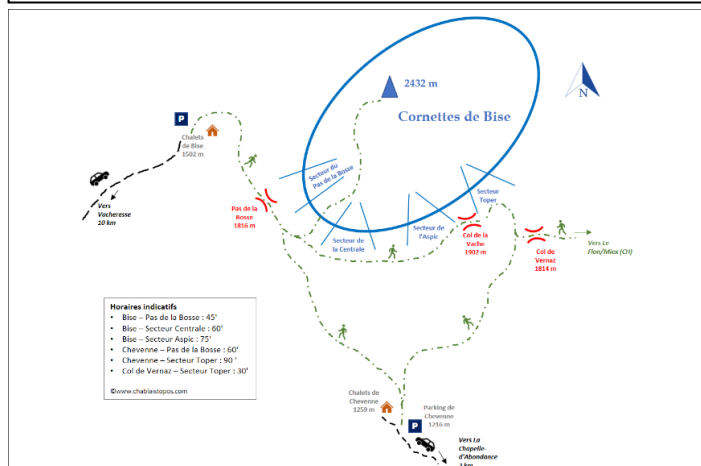 2432 m
N
Cornettes de Bise
P
Chalets
de Bise
1502 m
Vers
Vacheresse
10 km
Secteur du
Pas de la Bosse
Pas de la
Bosse
1816 m
Secteur de
la Centrale
Secteur de
l'Aspic
Secteur
Toper
Col de la
Vache
1902 m
Col de
Vernaz
1814 m
Vers Le
Flon/Miex (CH)
Horaires indicatifs
• Bise – Pas de la Bosse : 45'
• Bise – Secteur Centrale : 60'
• Bise – Secteur Aspic : 75'
• Chevenne – Pas de la Bosse : 60'
• Chevenne – Secteur Toper : 90 '
• Col de Vernaz – Secteur Toper : 30'
©www.chablaistopos.com
Chalets de
Chevenne
1259 m
Parking de
Chevenne
1216 m
P
Vers La
Chapelle-
d'Abondance
km